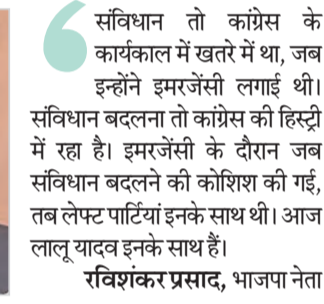 संविधान तो कांग्रेस के
कार्यकाल में खतरे में था, जब
इन्होंने इमरजेंसी लगाई थी।
संविधान बदलना तो कांग्रेस की हिस्ट्री
में रहा है। इमरजेंसी के दौरान जब
संविधान बदलने की कोशिश की गई,
तब लेफ्ट पार्टियां इनके साथ थी। आज
लालू यादव इनके साथ हैं।
रविशंकर प्रसाद, भाजपा नेता